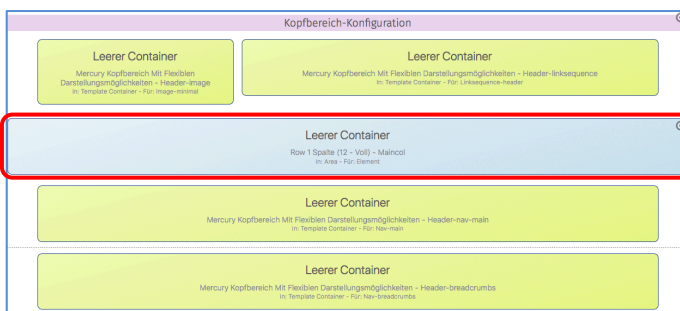 Kopfbereich-Konfiguration
Leerer Container
Mercury Kopfbereich Mit Flexiblen
Darstellungsmöglichkeiten - Header-image
In: Template Container - Für: Image-minimal
Leerer Container
Mercury Kopfbereich Mit Flexiblen Darstellungsmöglichkeiten - Header-linksequence
In: Template Container - Für: Linksequence-header
Leerer Container
Row 1 Spalte (12 - Voll) - Maincol
In: Area - Für: Element
Leerer Container
Mercury Kopfbereich Mit Flexiblen Darstellungsmöglichkeiten - Header-nav-main
In: Template Container - Für: Nav-main
Leerer Container
Mercury Kopfbereich Mit Flexiblen Darstellungsmöglichkeiten - Header-breadcrumbs
In: Template Container - Für: Nav-breadcrumbs